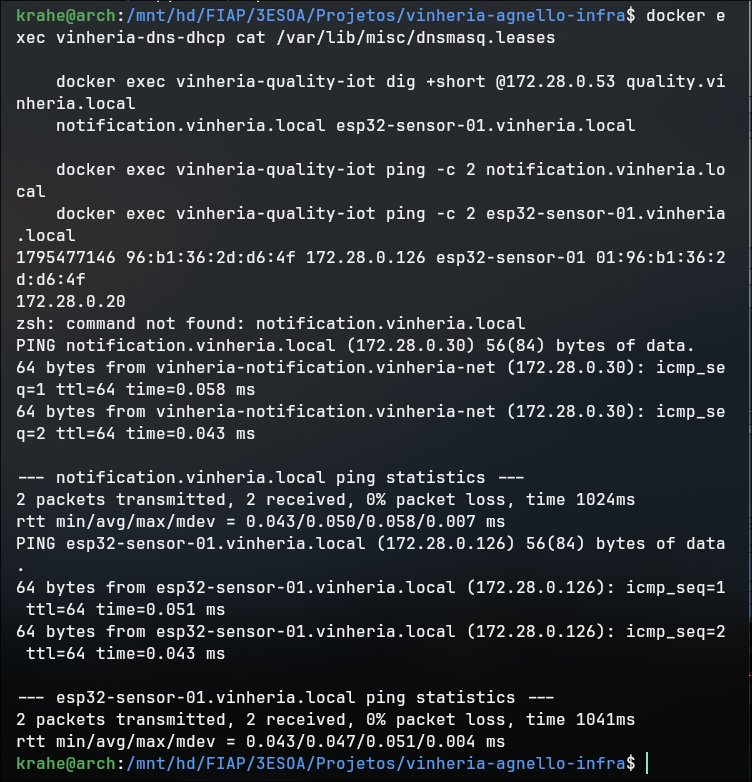 krahe@arch:/mnt/hd/FIAP/3ESOA/Projetos/vinheria-agnello-infra$ docker e
xec vinheria-dns-dhcp cat /var/lib/misc/dnsmasq.leases
docker exec vinheria-quality-iot dig +short @172.28.0.53 quality.vi
nheria.local
notification.vinheria.local esp32-sensor-01.vinheria.local
docker exec vinheria-quality-iot ping -c 2 notification.vinheria.lo
cal
docker exec vinheria-quality-iot ping -c 2 esp32-sensor-01.vinheria
.local
1795477146 96:b1:36:2d:d6:4f 172.28.0.126 esp32-sensor-01 01:96:b1:36:2
d:d6:4f
172.28.0.20
zsh: command not found: notification.vinheria.local
PING notification.vinheria.local (172.28.0.30) 56(84) bytes of data.
64 bytes from vinheria-notification.vinheria-net (172.28.0.30): icmp_se
q=1 ttl=64 time=0.058 ms
64 bytes from vinheria-notification.vinheria-net (172.28.0.30): icmp_se
q=2 ttl=64 time=0.043 ms
--- notification.vinheria.local ping statistics ---
2 packets transmitted, 2 received, 0% packet loss, time 1024ms
rtt min/avg/max/mdev = 0.043/0.050/0.058/0.007 ms
PING esp32-sensor-01.vinheria.local (172.28.0.126) 56(84) bytes of data
.
64 bytes from esp32-sensor-01.vinheria.local (172.28.0.126): icmp_seq=1
ttl=64 time=0.051 ms
64 bytes from esp32-sensor-01.vinheria.local (172.28.0.126): icmp_seq=2
ttl=64 time=0.043 ms
--- esp32-sensor-01.vinheria.local ping statistics ---
2 packets transmitted, 2 received, 0% packet loss, time 1041ms
rtt min/avg/max/mdev = 0.043/0.047/0.051/0.004 ms
krahe@arch:/mnt/hd/FIAP/3ESOA/Projetos/vinheria-agnello-infra$